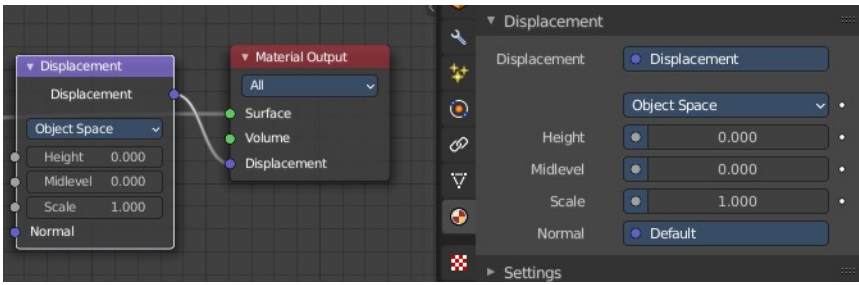 Displacement
Displacement
Object Space
Height 0.000
Midlevel 0.000
Scale 1.000
Normal
Material Output
All
Surface
Volume
Displacement
Displacement
Displacement Displacement
Object Space
Height 0.000
Midlevel 0.000
Scale 1.000
Normal Default
Settings